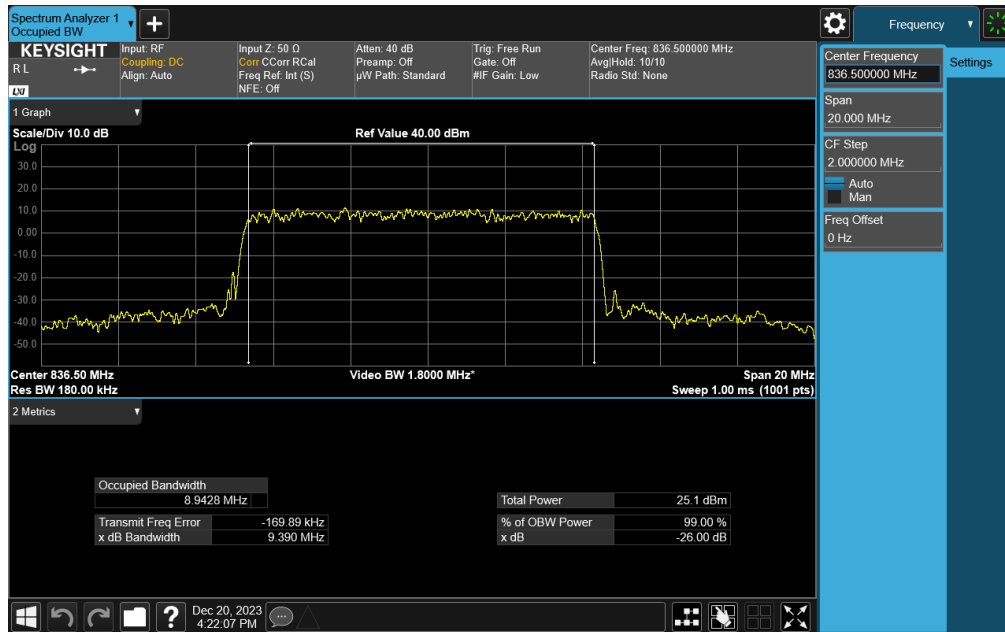 Spectrum Analyzer 1
Occupied BW
+
Frequency
KEYSIGHT
R L
LXI
Input: RF
Coupling: DC
Align: Auto
Input Z: 50 Ω
Corr CCorr RCal
Freq Ref: Int (S)
NFE: Off
Atten: 40 dB
Preamp: Off
µW Path: Standard
Trig: Free Run
Gate: Off
#IF Gain: Low
Center Freq: 836.500000 MHz
Avg|Hold: 10/10
Radio Std: None
Center Frequency
836.500000 MHz
Settings
Span
20.000 MHz
CF Step
2.000000 MHz
Auto
Man
Freq Offset
0 Hz
1 Graph
Scale/Div 10.0 dB
Ref Value 40.00 dBm
Log
30.0
20.0
10.0
0.00
-10.0
-20.0
-30.0
-40.0
-50.0
Center 836.50 MHz
Video BW 1.8000 MHz*
Span 20 MHz
Res BW 180.00 kHz
Sweep 1.00 ms (1001 pts)
2 Metrics
Occupied Bandwidth
8.9428 MHz
Total Power 25.1 dBm
Transmit Freq Error -169.89 kHz
% of OBW Power 99.00 %
x dB Bandwidth 9.390 MHz
x dB -26.00 dB
?
Dec 20, 2023
4:22:07 PM